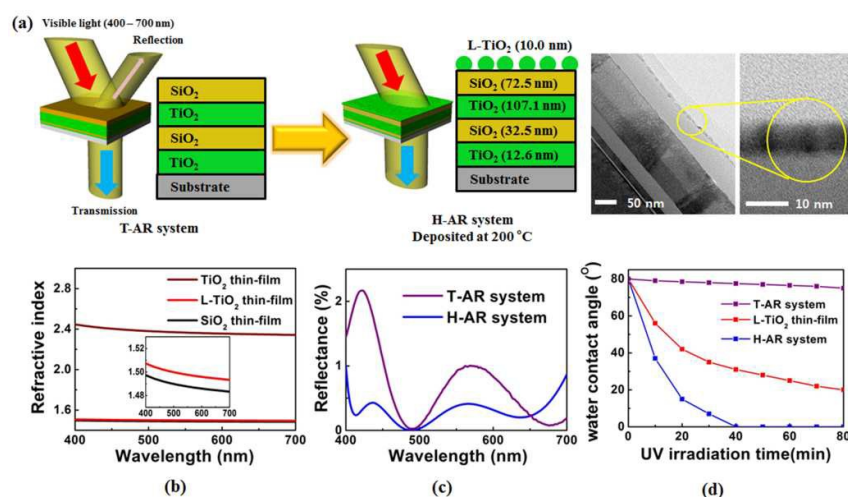 (a)
Visible light (400 – 700 nm)
Reflection
SiO₂
TiO₂
SiO₂
TiO₂
Substrate
Transmission
T-AR system
L-TiO₂ (10.0 nm)
SiO₂ (72.5 nm)
TiO₂ (107.1 nm)
SiO₂ (32.5 nm)
TiO₂ (12.6 nm)
Substrate
H-AR system
Deposited at 200 °C
50 nm
10 nm
Refractive index
2.8
2.4
2.0
1.6
TiO₂ thin-film
L-TiO₂ thin-film
SiO₂ thin-film
1.52
1.50
1.48
400 500 600 700
400 500 600 700
Wavelength (nm)
(b)
Reflectance (%)
2
1
0
T-AR system
H-AR system
400 500 600 700
Wavelength (nm)
(c)
water contact angle (O)
100
80
60
40
20
0
T-AR system
L-TiO₂ thin-film
H-AR system
0 20 40 60 80
UV irradiation time(min)
(d)